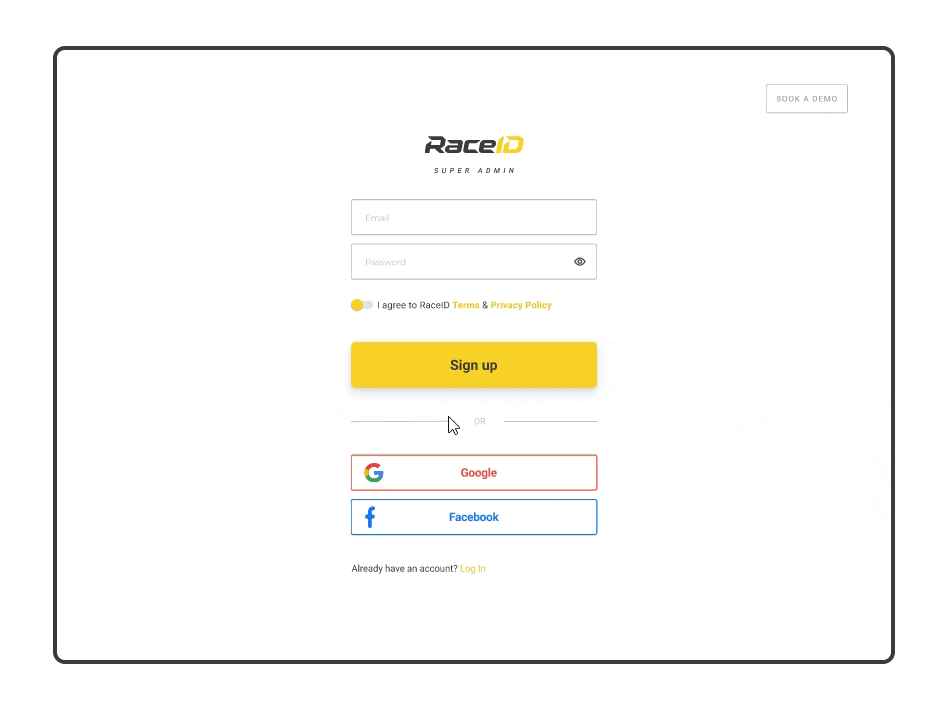 BOOK A DEMO
RaceID
SUPER ADMIN
Email
Password
I agree to RaceID Terms & Privacy Policy
Sign up
OR
Google
Facebook
Already have an account? Log In